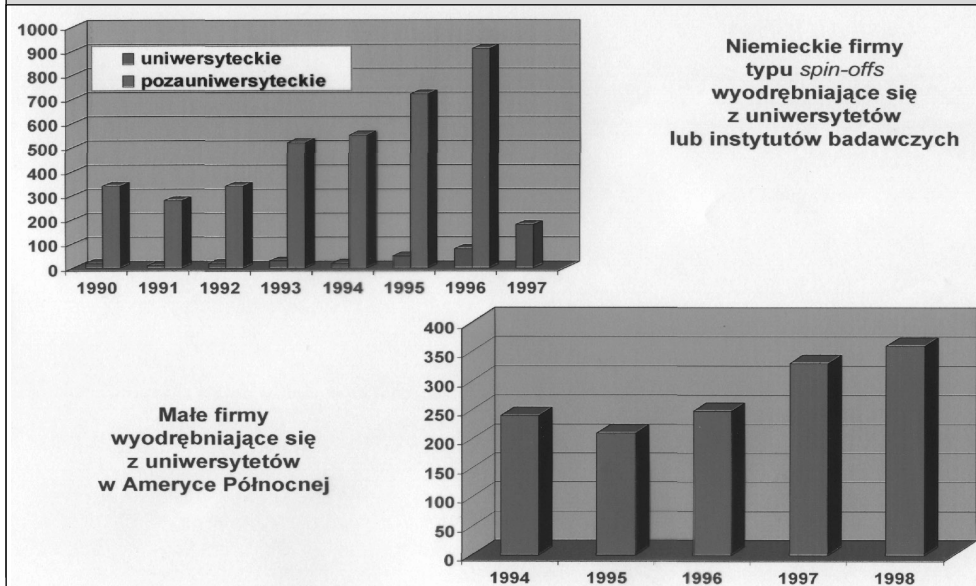 1000
900
800
700
600
500
400
300
200
100
0
uniwersyteckie
pozauniwersyteckie
1990 1991 1992 1993 1994 1995 1996 1997
Niemieckie firmy
typu spin-offs
wyodrębniające się
z uniwersytetów
lub instytutów badawczych
Małe firmy
wyodrębniające się
z uniwersytetów
w Ameryce Północnej
400
350
300
250
200
150
100
50
0
1994 1995 1996 1997 1998